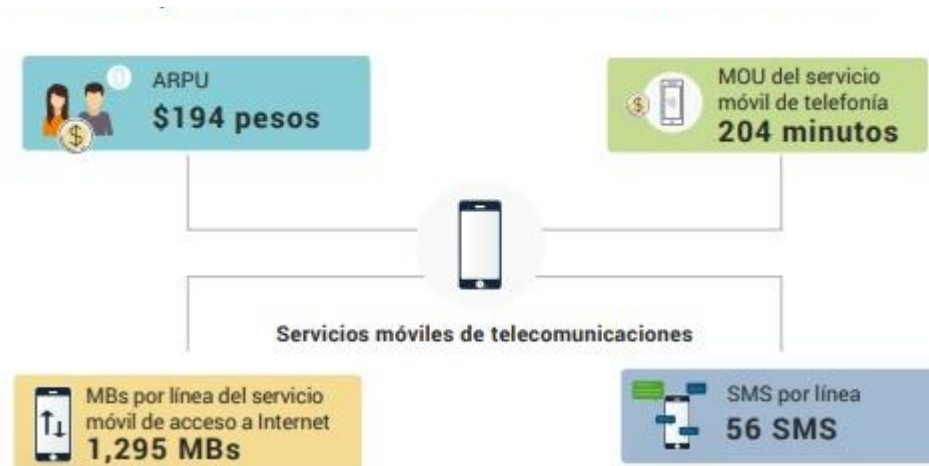 ARPU
$194 pesos
MOU del servicio
móvil de telefonía
204 minutos
Servicios móviles de telecomunicaciones
MBs por línea del servicio
móvil de acceso a Internet
1,295 MBs
SMS por línea
56 SMS